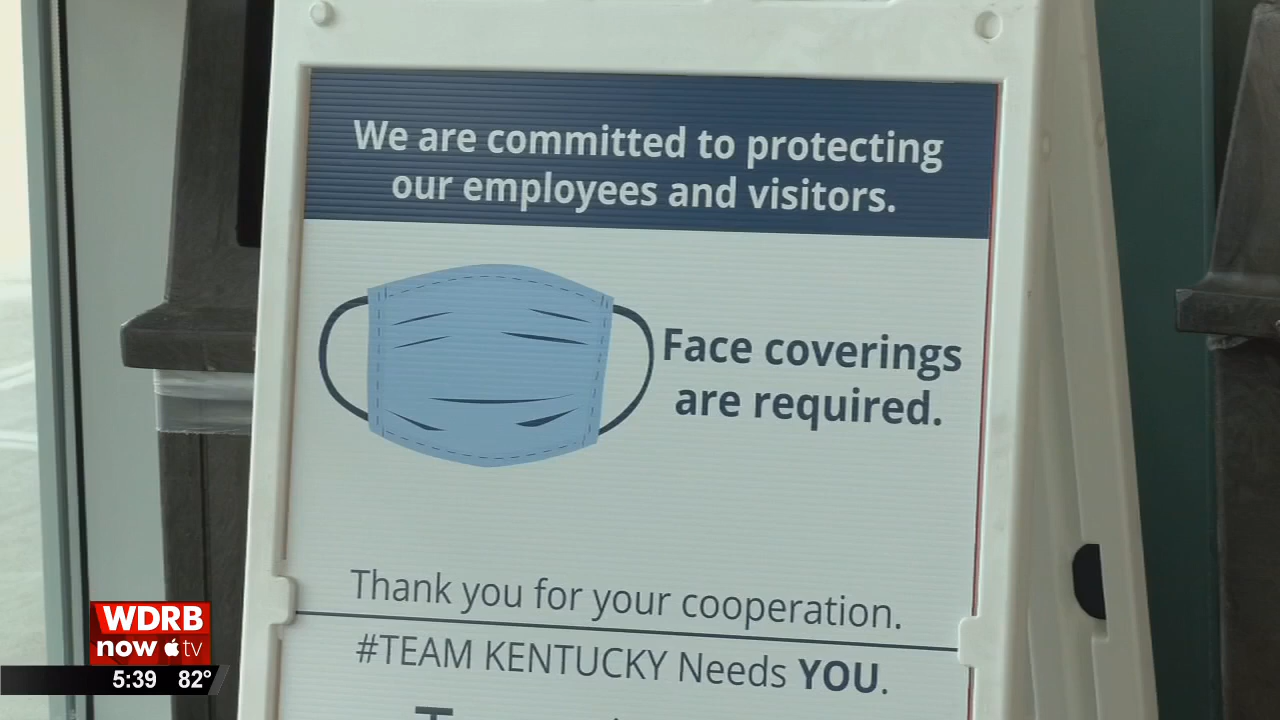 We are committed to protecting
our employees and visitors.
Face coverings
are required.
Thank you for your cooperation.
#TEAM KENTUCKY Needs YOU.
WDRB
now tv
5:39 82°